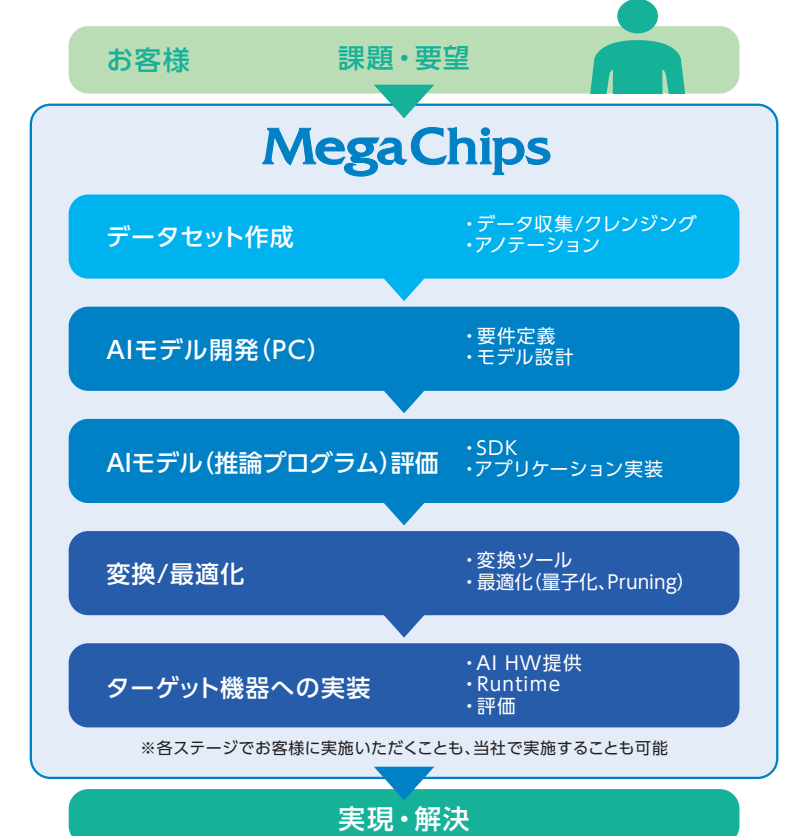 お客様 課題・要望
MegaChips
データセット作成
・データ収集/クレンジング
・アノテーション
AIモデル開発(PC)
・要件定義
・モデル設計
AIモデル(推論プログラム)評価
・SDK
・アプリケーション実装
変換/最適化
・変換ツール
・最適化(量子化、Pruning)
ターゲット機器への実装
・AI HW提供
・Runtime
・評価
※各ステージでお客様に実施いただくことも、当社で実施することも可能
実現・解決